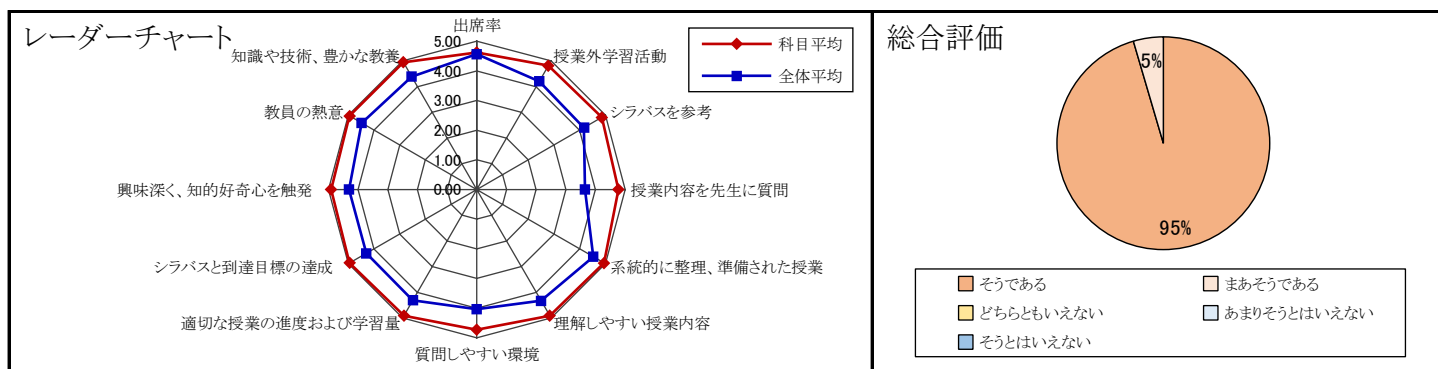 レーダーチャート
出席率
授業外学習活動
シラバスを参考
授業内容を先生に質問
系統的に整理、準備された授業
理解しやすい授業内容
質問しやすい環境
適切な授業の進度および学習量
シラバスと到達目標の達成
興味深く、知的好奇心を触発
教員の熱意
知識や技術、豊かな教養
5.00
4.00
3.00
2.00
1.00
0.00
科目平均
全体平均
総合評価
5%
95%
そうである
まあそうである
どちらともいえない
あまりそうとはいえない
そうとはいえない